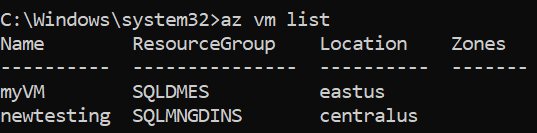 C:\Windows\system32>az vm list
Name        ResourceGroup    Location    Zones
----------  ---------------  ----------  -------
myVM        SQLDMES          eastus
newtesting  SQLMNGDINS       centralus